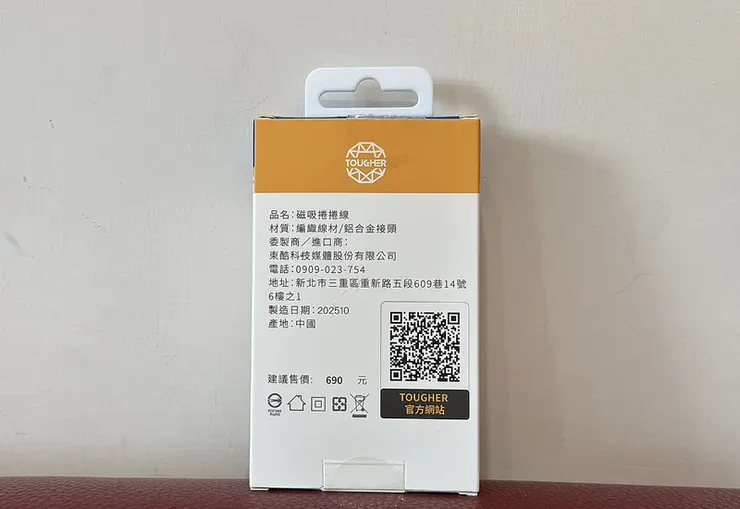 TOUGHER
品名:磁吸捲捲線
材質:編織線材/鋁合金接頭
委製商/進口商:
東酷科技媒體股份有限公司
電話:0909-023-754
地址:新北市三重區重新路五段609巷14號
6樓之1
製造日期:202510
產地:中國
建議售價: 690 元
TOUGHER
官方網站